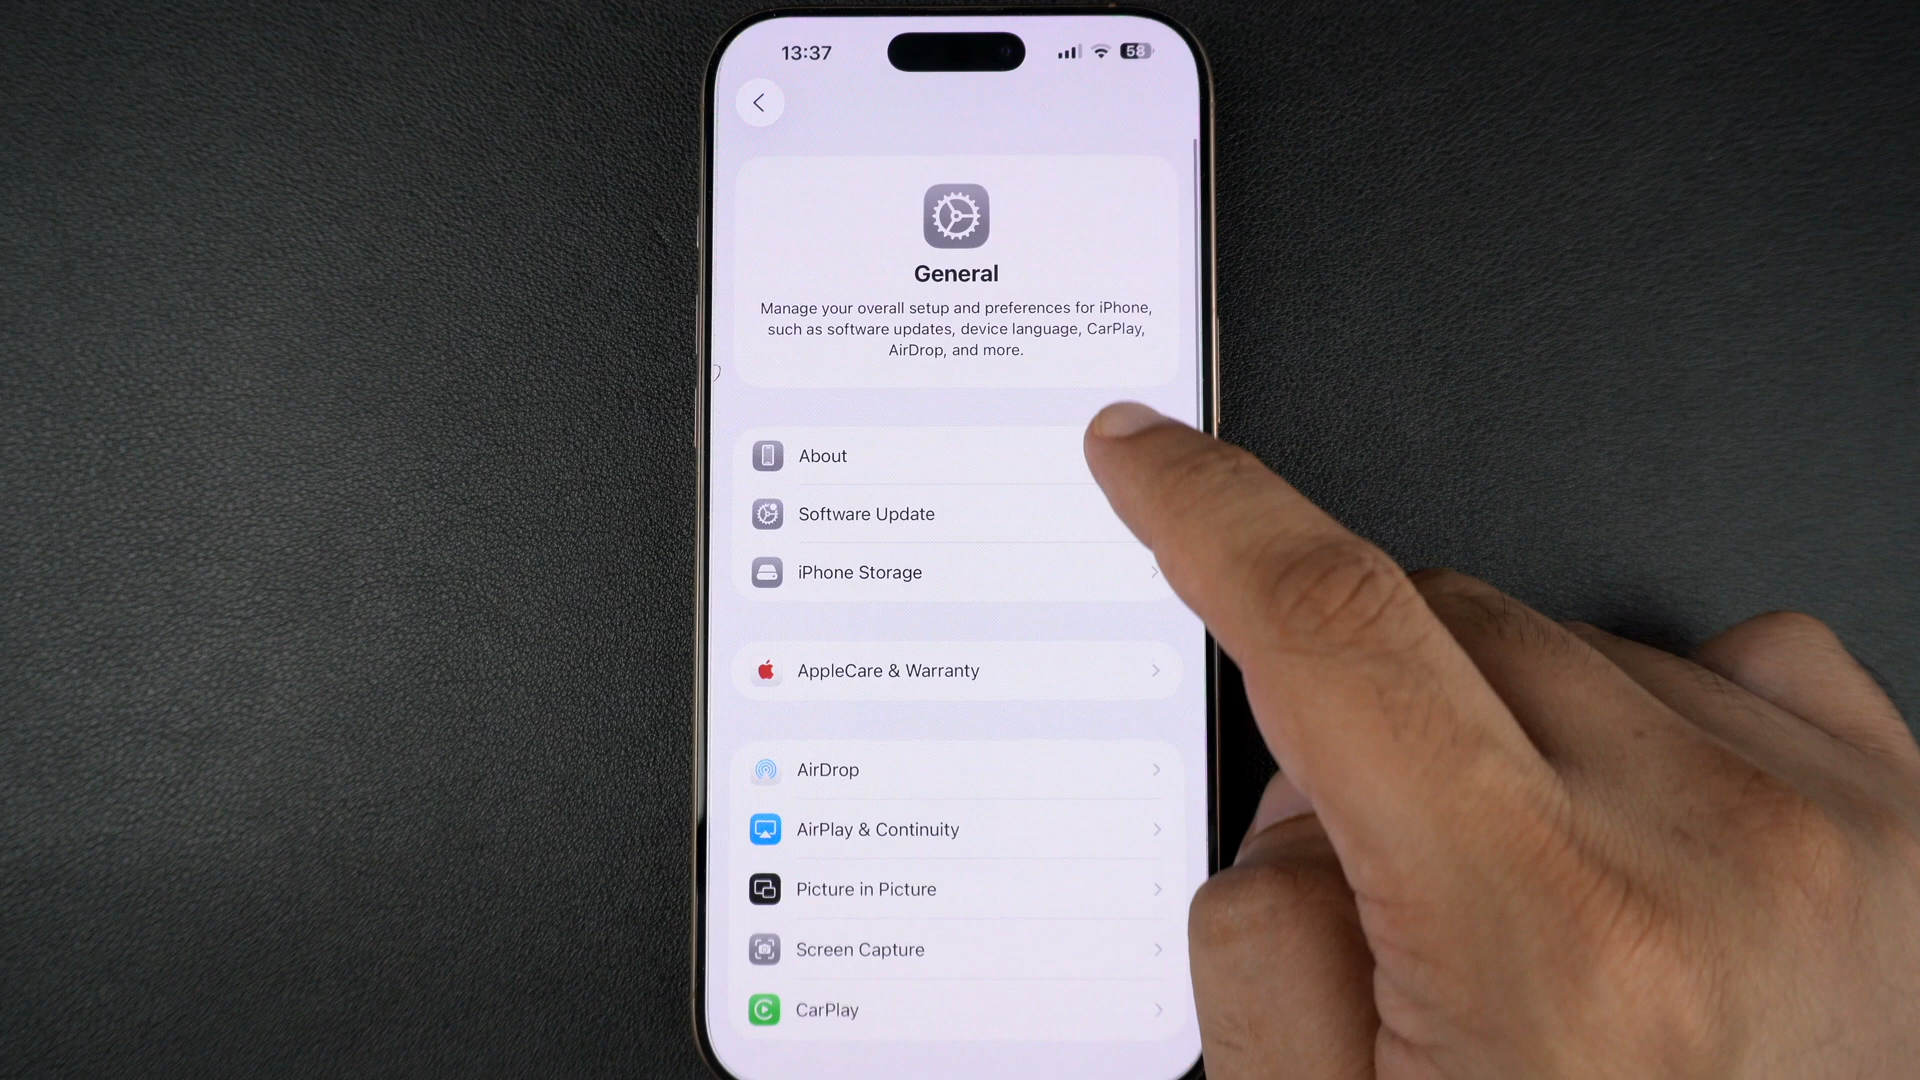 13:37
58
General
Manage your overall setup and preferences for iPhone,
such as software updates, device language, CarPlay,
AirDrop, and more.
About
Software Update
iPhone Storage
AppleCare & Warranty
AirDrop
AirPlay & Continuity
Picture in Picture
Screen Capture
CarPlay